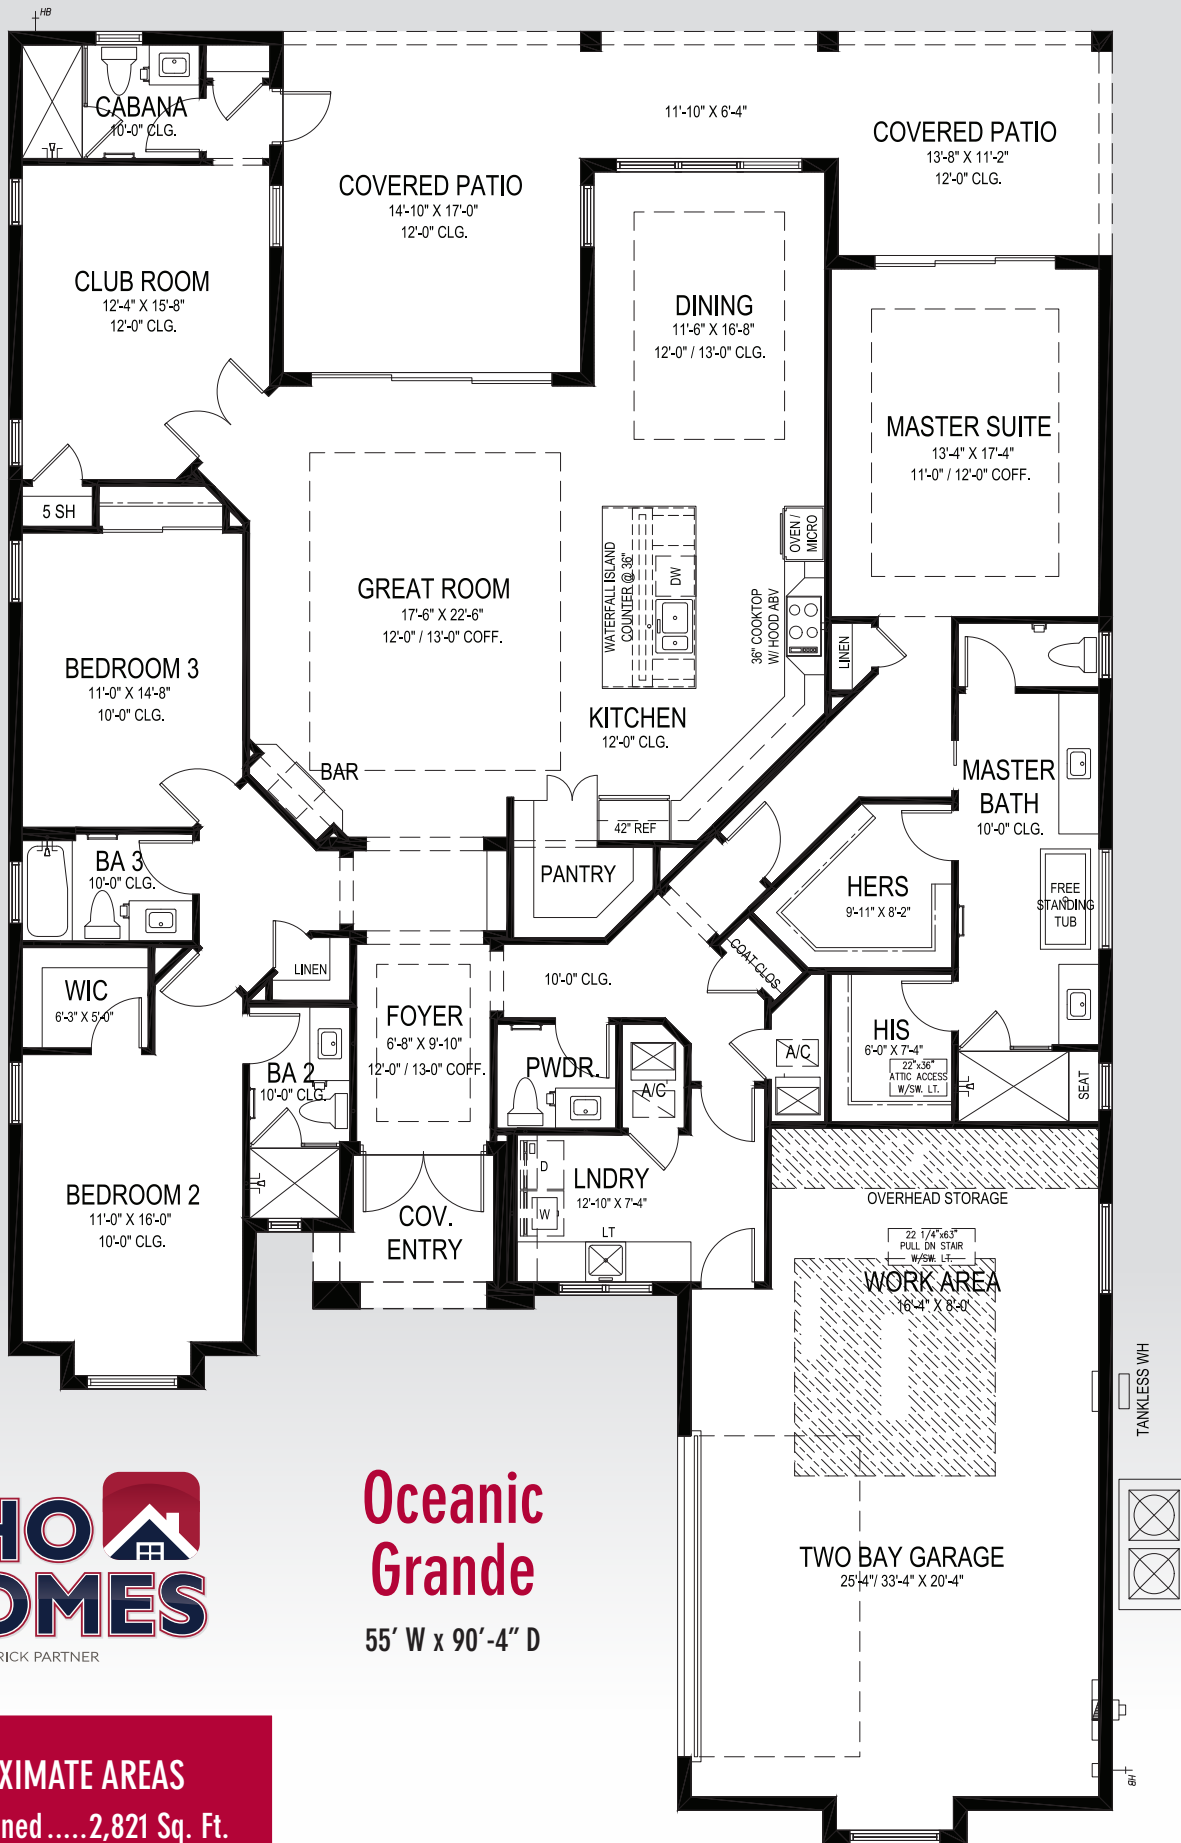 HB
CABANA
10'-0" CLG.
11'-10" X 6'-4"
COVERED PATIO
13'-8" X 11'-2"
12'-0" CLG.
COVERED PATIO
14'-10" X 17'-0"
12'-0" CLG.
CLUB ROOM
12'-4" X 15'-8"
12'-0" CLG.
DINING
11'-6" X 16'-8"
12'-0" / 13'-0" CLG.
MASTER SUITE
13'-4" X 17'-4"
11'-0" / 12'-0" COFF.
5 SH
OVEN /
MICRO
WATERFALL ISLAND
COUNTER @ 36"
DW
GREAT ROOM
17'-6" X 22'-6"
12'-0" / 13'-0" COFF.
36" COOKTOP
W/ HOOD ABV
LINEN
BEDROOM 3
11'-0" X 14'-8"
10'-0" CLG.
KITCHEN
12'-0" CLG.
BAR
MASTER
BATH
10'-0" CLG.
42" REF
BA 3
10'-0" CLG.
PANTRY
HERS
9'-11" X 8'-2"
FREE
STANDING
TUB
COAT CLOS
LINEN
10'-0" CLG.
WIC
6'-3" X 5'-0"
FOYER
6'-8" X 9'-10"
12'-0" / 13'-0" COFF.
HIS
6'-0" X 7'-4"
22"x36"
ATTIC ACCESS
W/SW. LT.
A/C
PWDR.
A/C
BA 2
10'-0" CLG.
SEAT
BEDROOM 2
11'-0" X 16'-0"
10'-0" CLG.
D
W
LNDRY
12'-10" X 7'-4"
LT
OVERHEAD STORAGE
COV.
ENTRY
22 1/4"x63"
PULL DN STAIR
W/SW. LT.
WORK AREA
16'-4" X 8'-0"
TANKLESS WH
HO
OMES
RICK PARTNER
Oceanic
Grande
55' W x 90'-4" D
TWO BAY GARAGE
25'-4"/ 33'-4" X 20'-4"
HB
XIMATE AREAS
ned.....2,821 Sq. Ft.